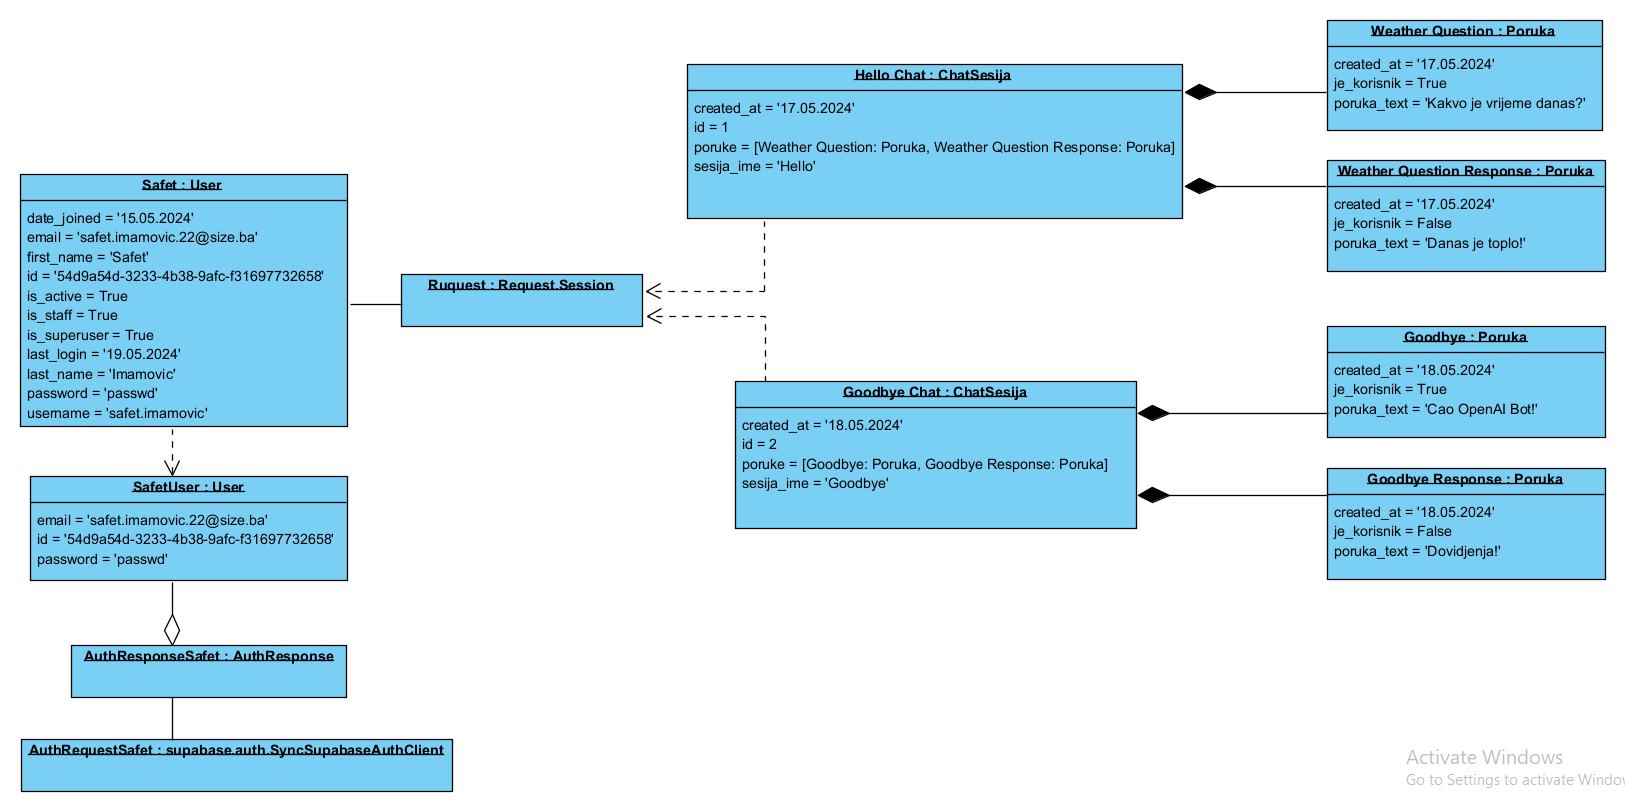 Safet : User
date_joined = '15.05.2024'
email = 'safet.imamovic.22@size.ba'
first_name = 'Safet'
id = '54d9a54d-3233-4b38-9afc-f31697732658'
is_active = True
is_staff = True
is_superuser = True
last_login = '19.05.2024'
last_name = 'Imamovic'
password = 'passwd'
username = 'safet.imamovic'
SafetUser : User
email = 'safet.imamovic.22@size.ba'
id = '54d9a54d-3233-4b38-9afc-f31697732658'
password = 'passwd'
AuthResponseSafet : AuthResponse
AuthRequestSafet : supabase.auth.SyncSupabaseAuthClient
Ruquest : Request.Session
Hello Chat : ChatSesija
created_at = '17.05.2024'
id = 1
poruke = [Weather Question: Poruka, Weather Question Response: Poruka]
sesija_ime = 'Hello'
Goodbye Chat : ChatSesija
created_at = '18.05.2024'
id = 2
poruke = [Goodbye: Poruka, Goodbye Response: Poruka]
sesija_ime = 'Goodbye'
Weather Question : Poruka
created_at = '17.05.2024'
je_korisnik = True
poruka_text = 'Kakvo je vrijeme danas?'
Weather Question Response : Poruka
created_at = '17.05.2024'
je_korisnik = False
poruka_text = 'Danas je toplo!'
Goodbye : Poruka
created_at = '18.05.2024'
je_korisnik = True
poruka_text = 'Cao OpenAI Bot!'
Goodbye Response : Poruka
created_at = '18.05.2024'
je_korisnik = False
poruka_text = 'Dovidjenja!'
Activate Windows
Go to Settings to activate Windo